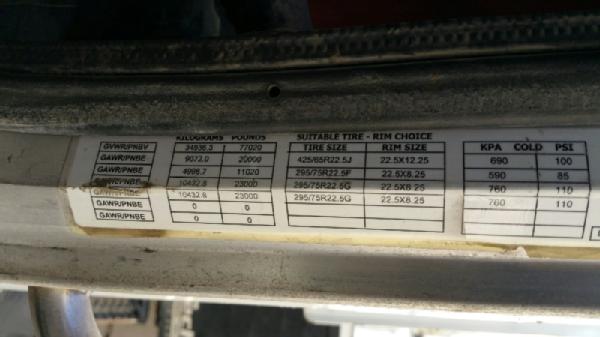 KILOGRAMS POUNDS SUITABLE TIRE - RIM CHOICE
GVWR/PNBV 34936.3 77020 TIRE SIZE RIM SIZE KPA COLD PSI
GAWR/PNBE 9072.0 20000 425/65R22.5J 22.5X12.25 690 100
GAWR/PNBE 4998.7 11020 295/75R22.5F 22.5X8.25 590 85
GAWR/PNBE 10432.6 23000 295/75R22.5G 22.5X8.25 760 110
GAWR/PNBE 10432.6 23000 295/75R22.5G 22.5X8.25 760 110
GAWR/PNBE 0 0
GAWR/PNBE 0 0